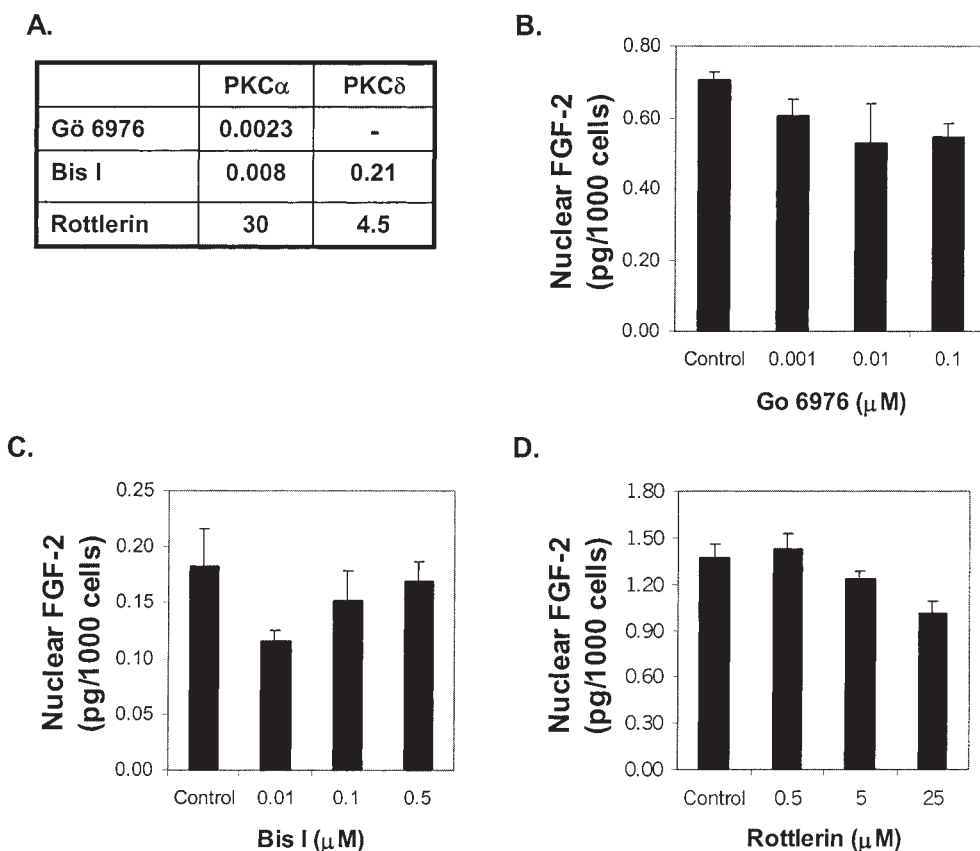 A.
PKCα PKCδ
Gö 6976 0.0023 -
Bis I 0.008 0.21
Rottlerin 30 4.5
B.
Nuclear FGF-2
(pg/1000 cells)
0.80
0.60
0.40
0.20
0.00
Control 0.001 0.01 0.1
Go 6976 (μM)
C.
Nuclear FGF-2
(pg/1000 cells)
0.25
0.20
0.15
0.10
0.05
0.00
Control 0.01 0.1 0.5
Bis I (μM)
D.
Nuclear FGF-2
(pg/1000 cells)
1.80
1.50
1.20
0.90
0.60
0.30
0.00
Control 0.5 5 25
Rottlerin (μM)